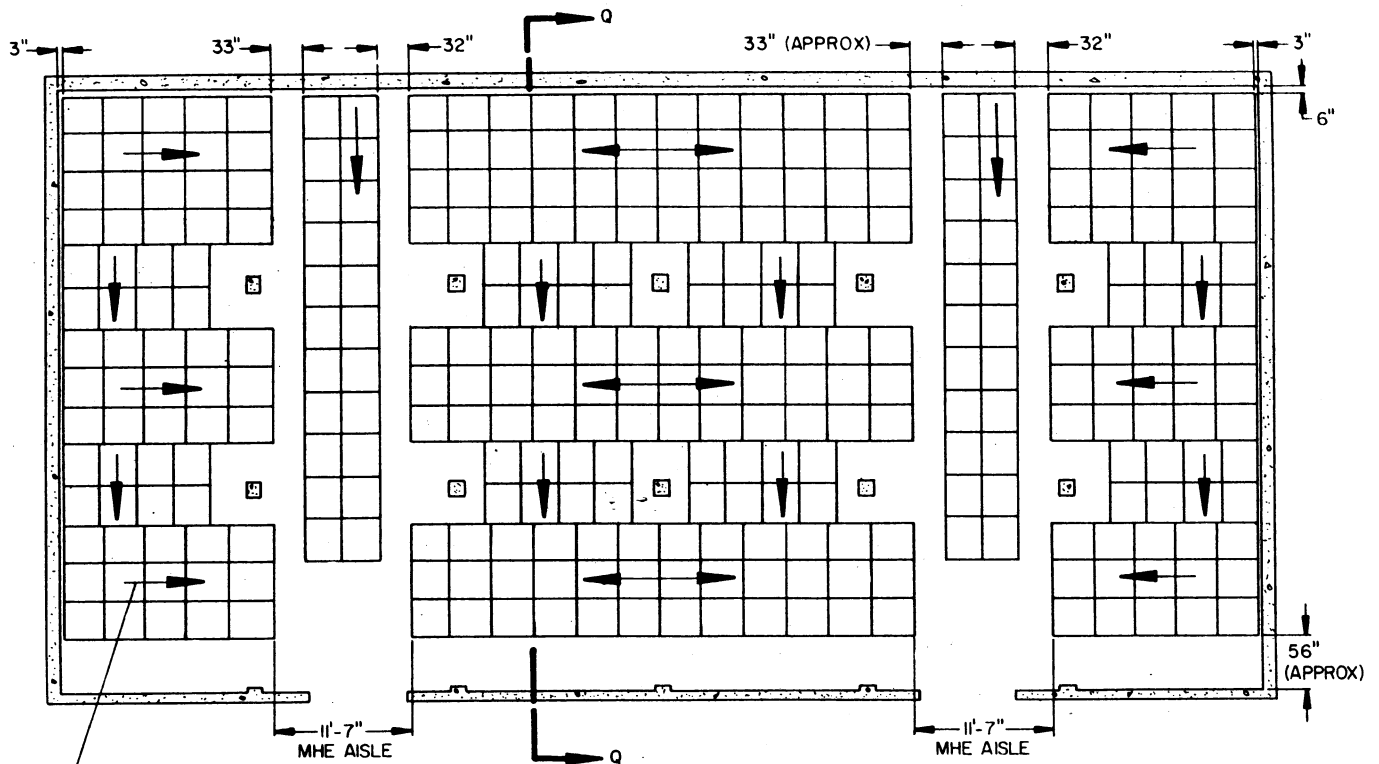 Q
3" 33" 32" 33" (APPROX) 32" 3"
6"
56"
(APPROX)
11'-7"
MHE AISLE
11'-7"
MHE AISLE
Q